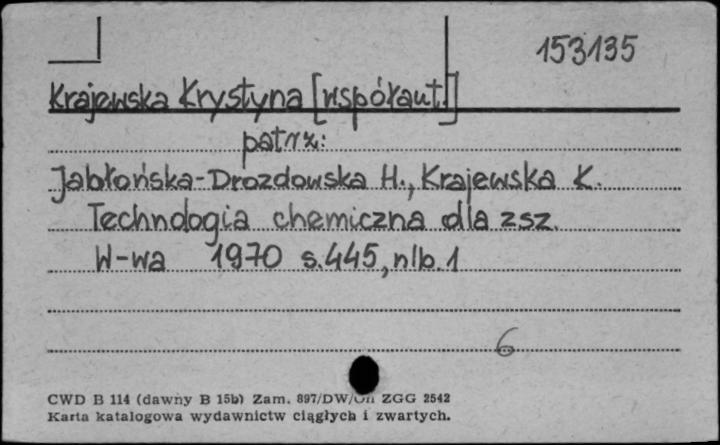 153135
Krajewska Krystyna [współaut.]
patrz:
Jabłońska-Drozdowska H., Krajewska K.
Technologia chemiczna dla zsz.
W-wa 1970 s.445, nlb.1
6
CWD B 114 (dawny B 15b) Zam. 897/DW/ ZGG 2542
Karta katalogowa wydawnictw ciągłych i zwartych.